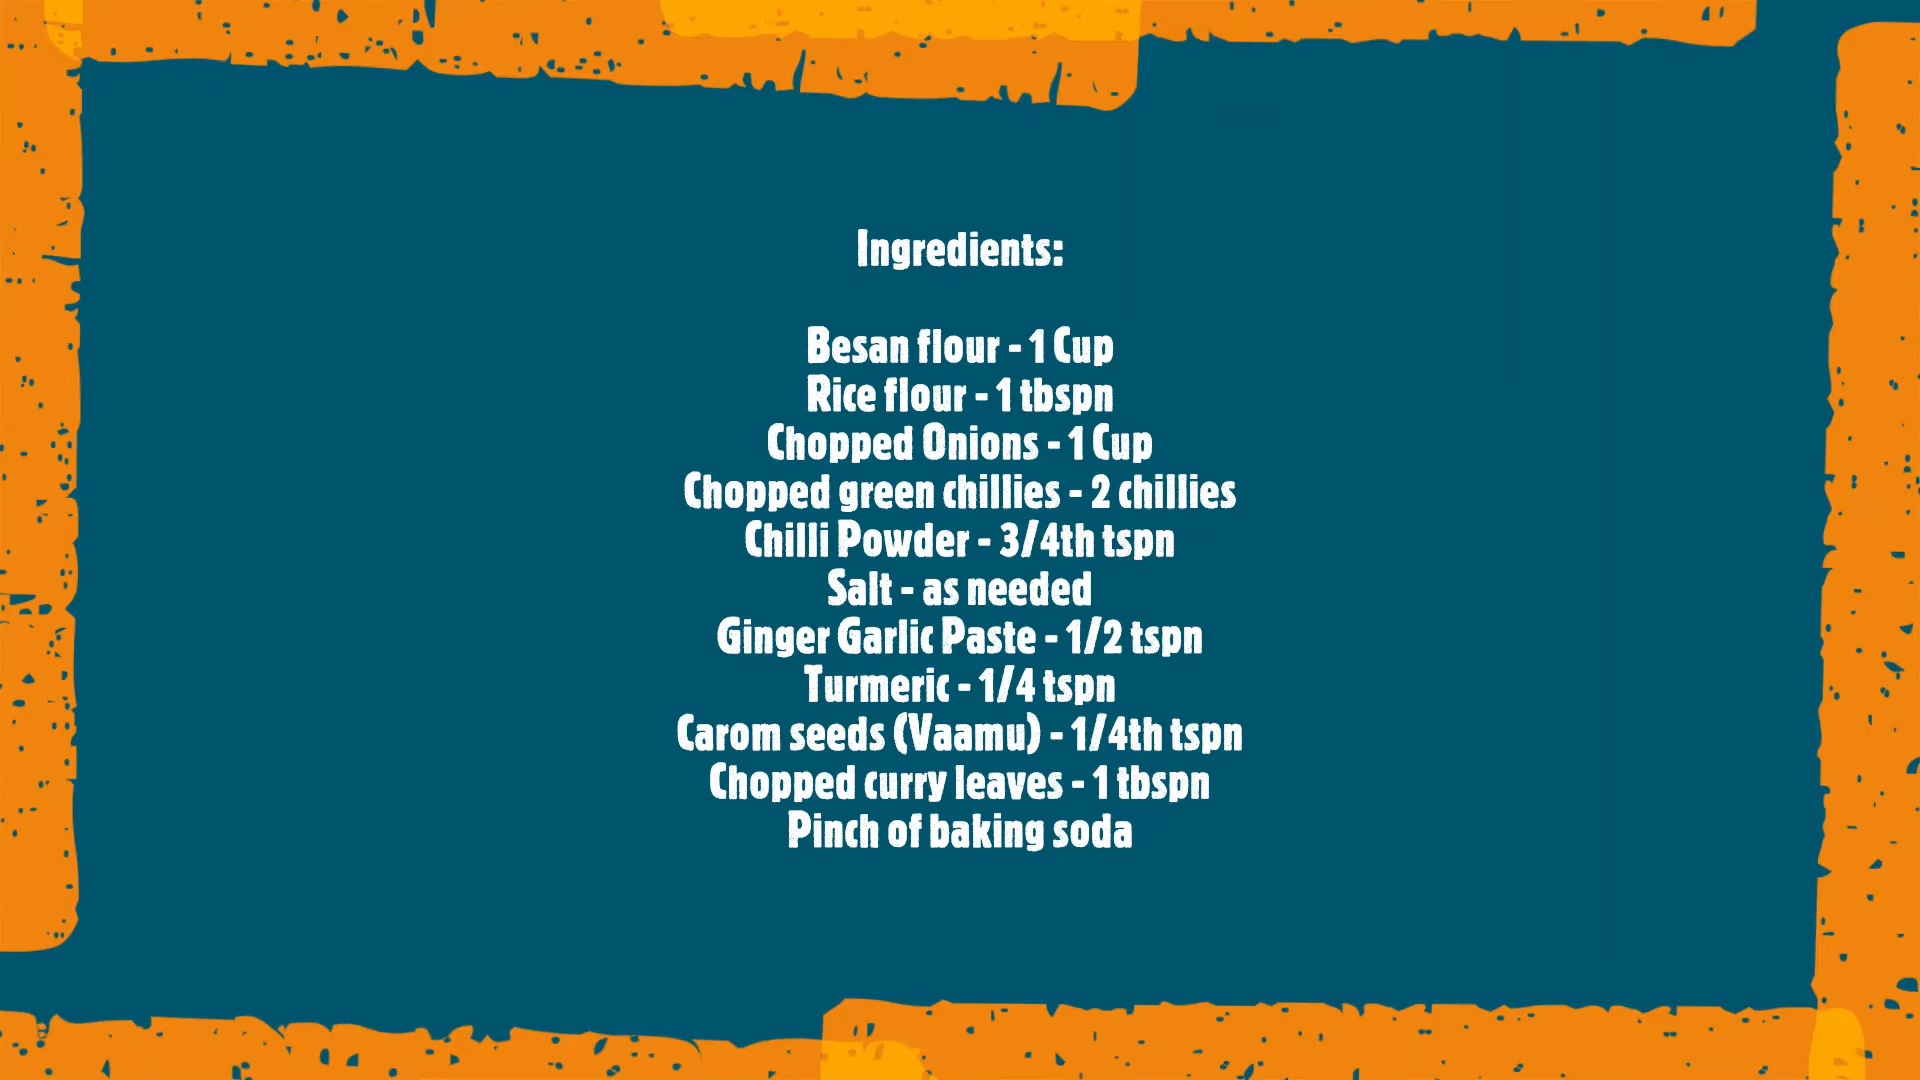 Ingredients:
Besan flour - 1 Cup
Rice flour - 1 tbspn
Chopped Onions - 1 Cup
Chopped green chillies - 2 chillies
Chilli Powder - 3/4th tspn
Salt - as needed
Ginger Garlic Paste - 1/2 tspn
Turmeric - 1/4 tspn
Carom seeds (Vaamu) - 1/4th tspn
Chopped curry leaves - 1 tbspn
Pinch of baking soda